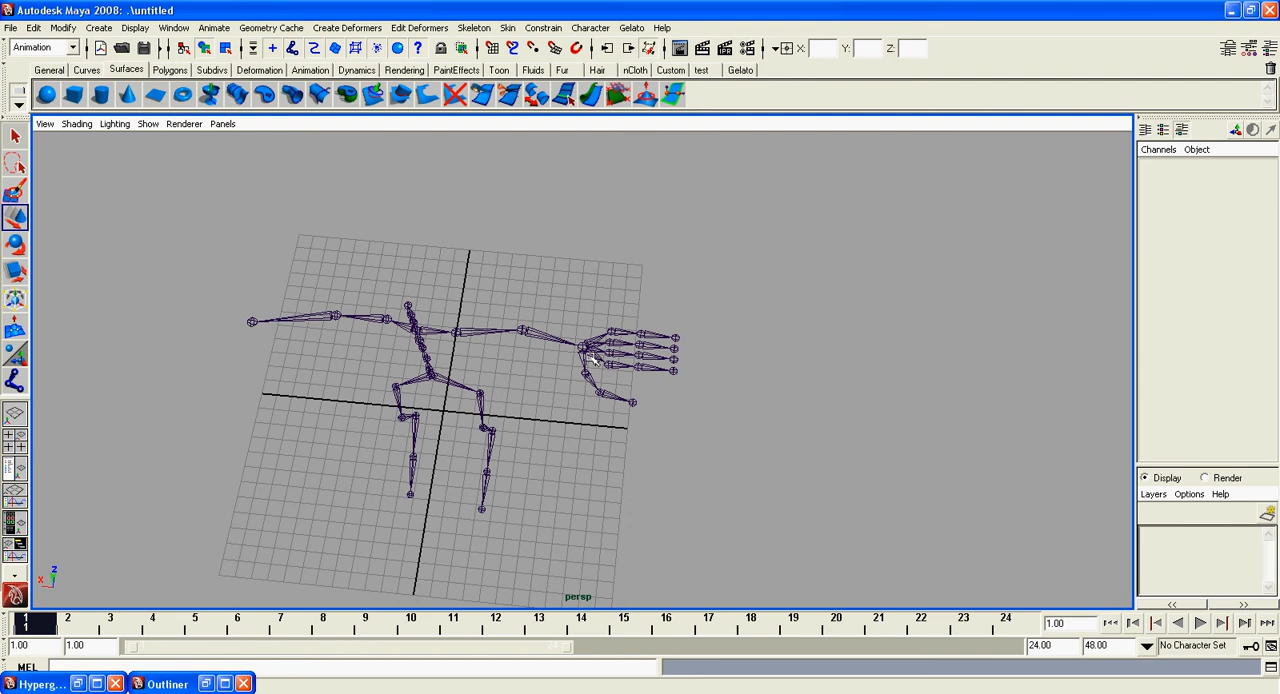 Autodesk Maya 2008: .\untitled
File Edit Modify Create Display Window Animate Geometry Cache Create Deformers Edit Deformers Skeleton Skin Constrain Character Gelato Help
Animation X: Y: Z:
General Curves Surfaces Polygons Subdivs Deformation Animation Dynamics Rendering PaintEffects Toon Fluids Fur Hair nCloth Custom test Gelato
View Shading Lighting Show Renderer Panels
Channels Object
Display Render
Layers Options Help
x z
persp
<< >>
1 2 3 4 5 6 7 8 9 10 11 12 13 14 15 16 17 18 19 20 21 22 23 24
1 1.00
1.00 1.00 24.00 48.00 No Character Set
MEL
Hyperg... Outliner